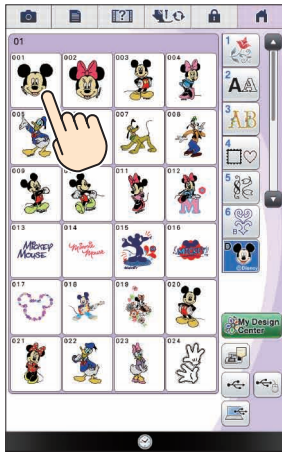 ?
01
001 002 003 004
1
AA
2
AB
3
4
007 008
5
009 011 012
M
6
B
013 014 015 016
MICKEY MOUSE
Minnie Mouse
D
©Disney
017 018 019 020
My Design Center
021 022 023 024